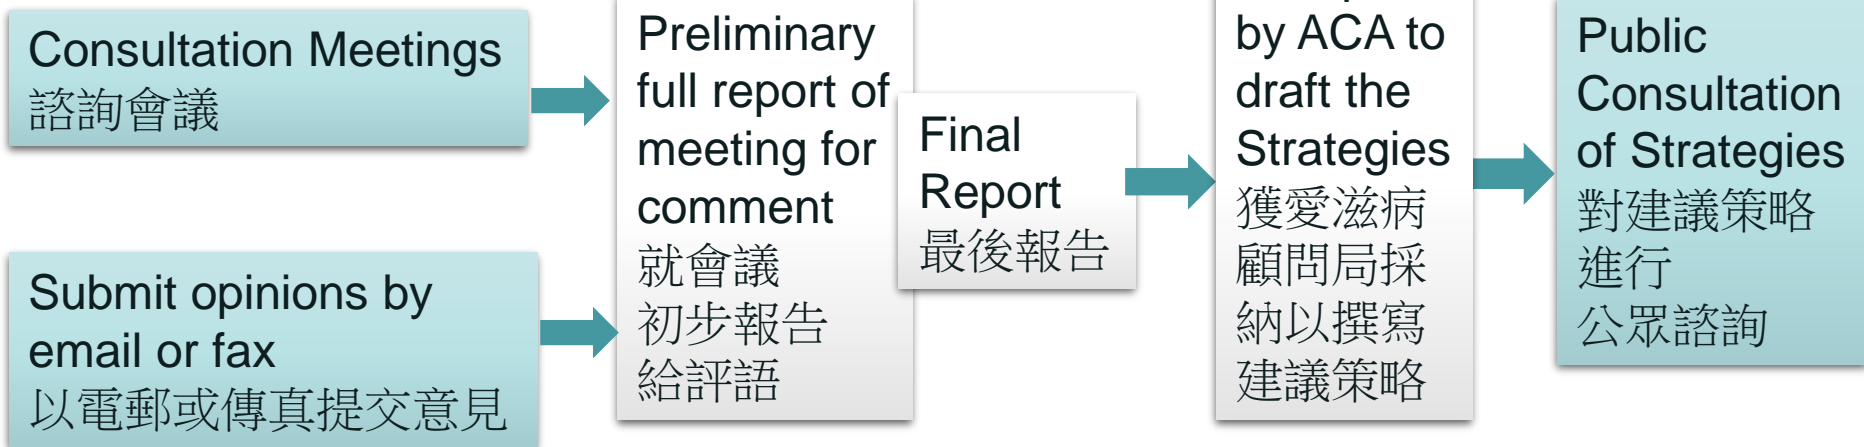 Consultation Meetings
諮詢會議
Submit opinions by
email or fax
以電郵或傳真提交意見
Preliminary
full report of
meeting for
comment
就會議
初步報告
給評語
Final
Report
最後報告
by ACA to
draft the
Strategies
獲愛滋病
顧問局採
納以撰寫
建議策略
Public
Consultation
of Strategies
對建議策略
進行
公眾諮詢